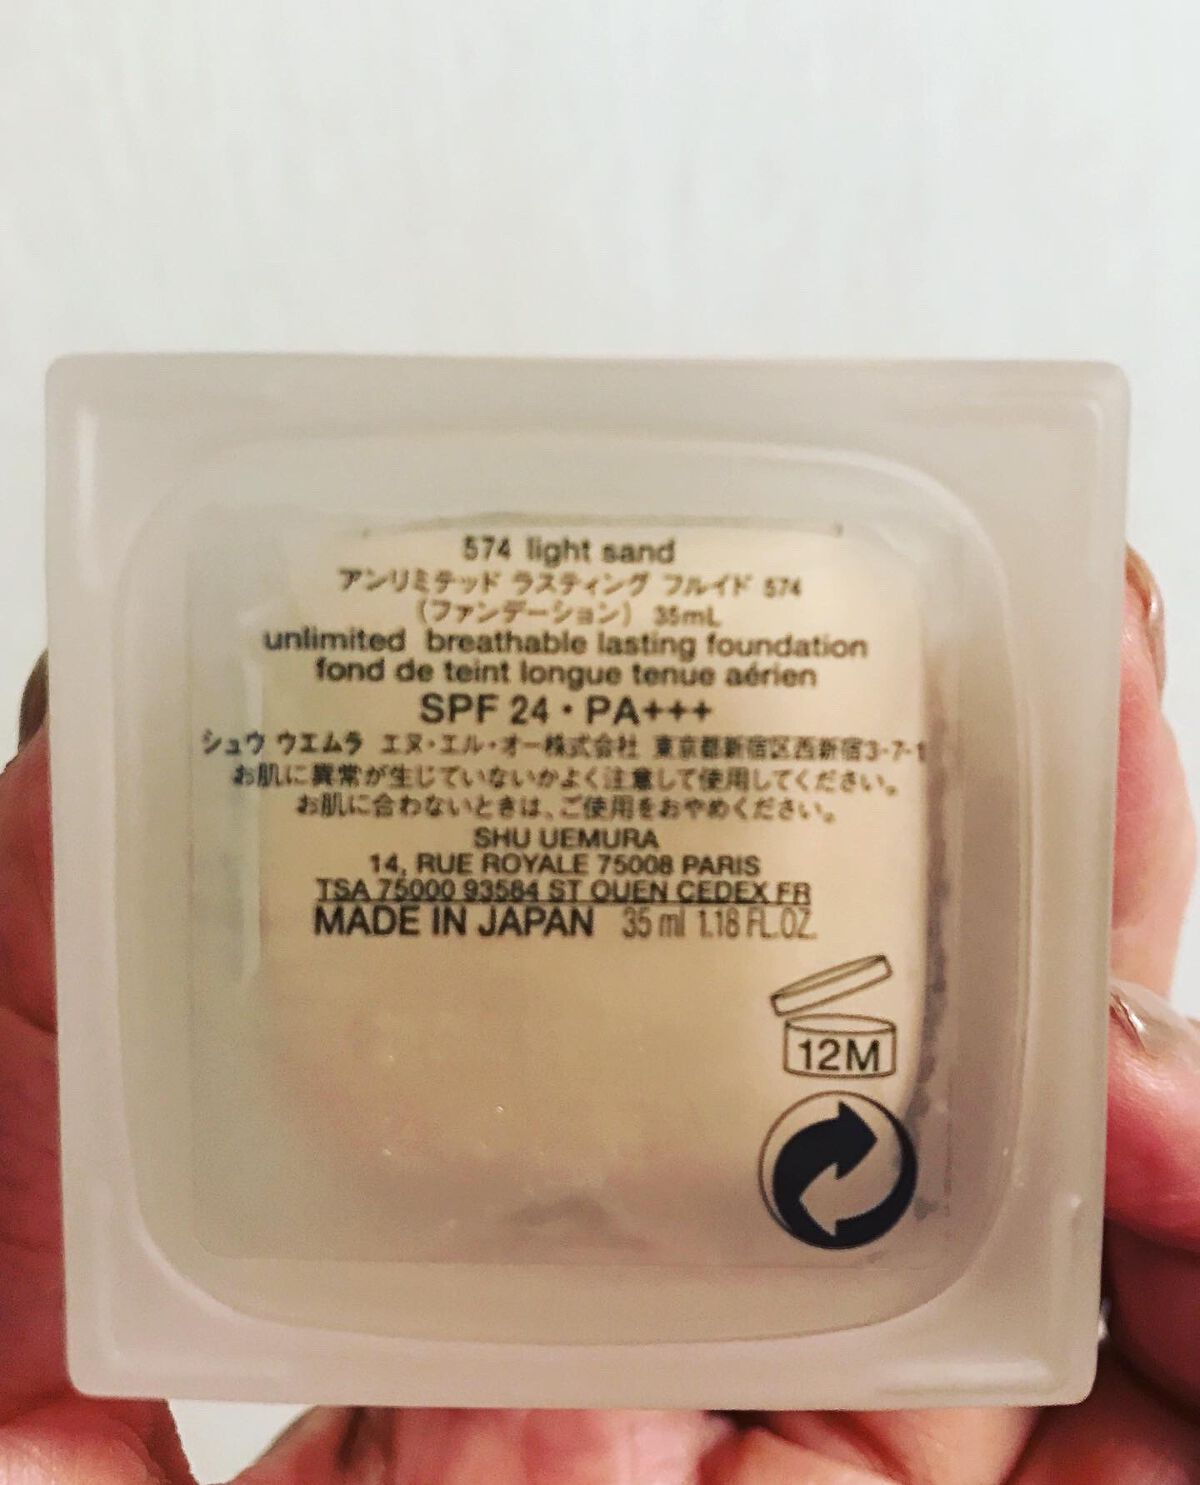 574 light sand
アンリミテッド ラスティング フルイド 574
（ファンデーション） 35mL
unlimited breathable lasting foundation
fond de teint longue tenue aérien
SPF 24・PA+++
シュウ ウエムラ エヌ・エル・オー株式会社 東京都新宿区西新宿3-7-1
お肌に異常が生じていないかよく注意して使用してください。
お肌に合わないときは、ご使用をおやめください。
SHU UEMURA
14, RUE ROYALE 75008 PARIS
TSA 75000 93584 ST OUEN CEDEX FR
MADE IN JAPAN 35 ml 1.18 FL.OZ.
12M